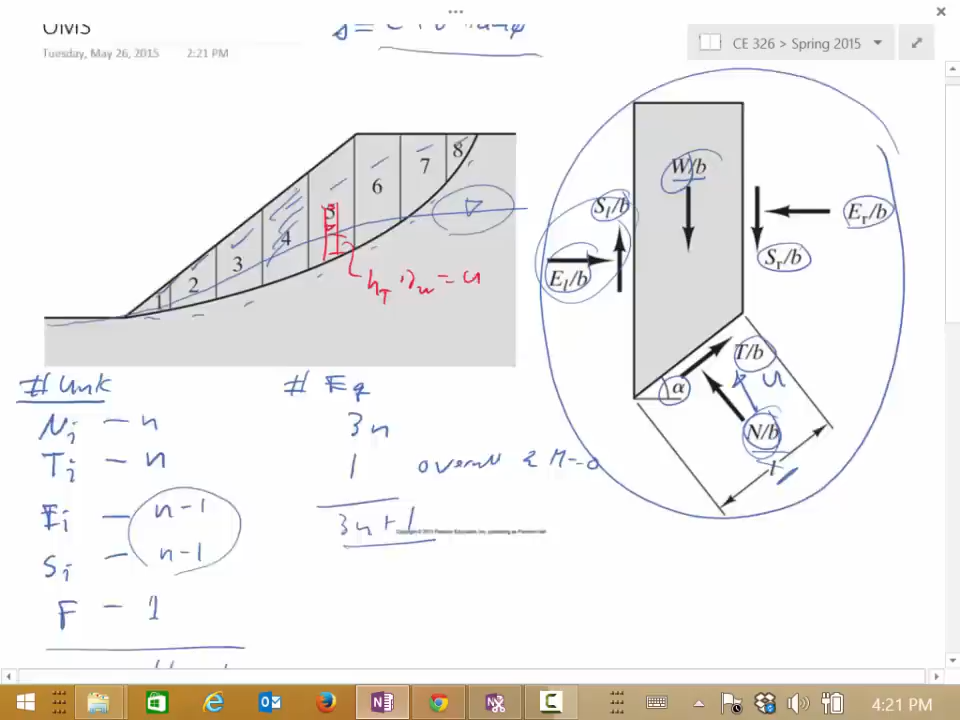 OMS
Tuesday, May 26, 2015 2:21 PM
CE 326 > Spring 2015
1 2 3 4 5 6 7 8
h_T · γ_w = u
W/b
S_l/b
E_l/b
E_r/b
S_r/b
T/b
α
u
N/b
l
# Unk
N_i – n
T_i – n
E_i – n-1
S_i – n-1
F – 1
# Eq
3n
1 overall Σ M=0
3n+1
4:21 PM